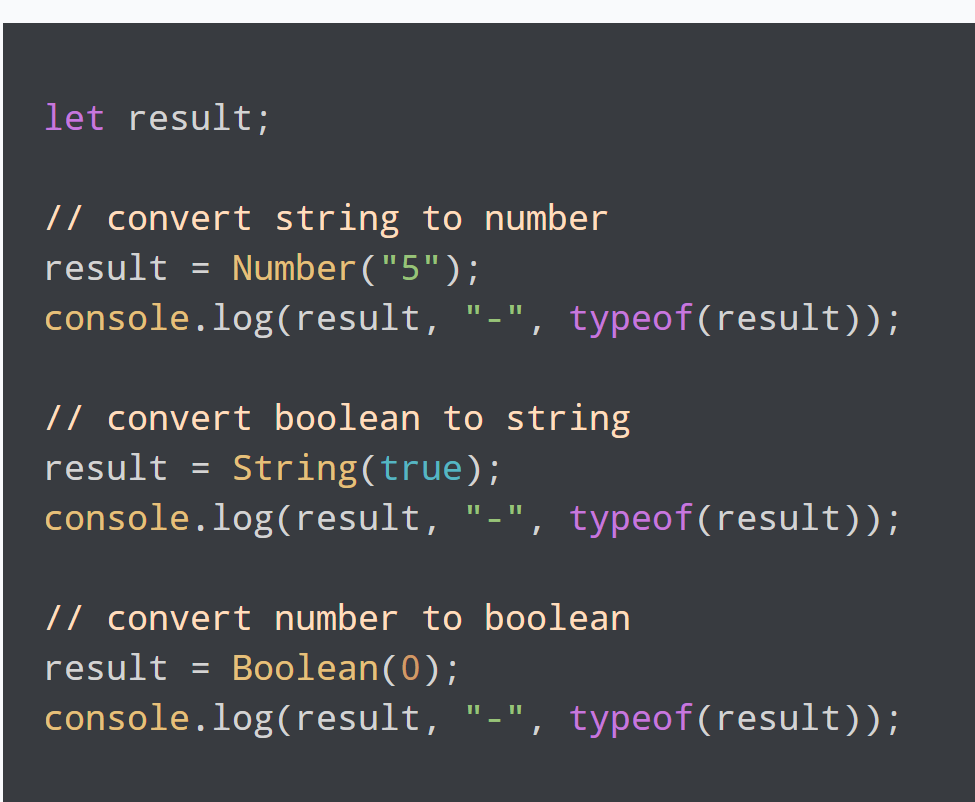 let result;
// convert string to number
result = Number("5");
console.log(result, "-", typeof(result));
// convert boolean to string
result = String(true);
console.log(result, "-", typeof(result));
// convert number to boolean
result = Boolean(0);
console.log(result, "-", typeof(result));